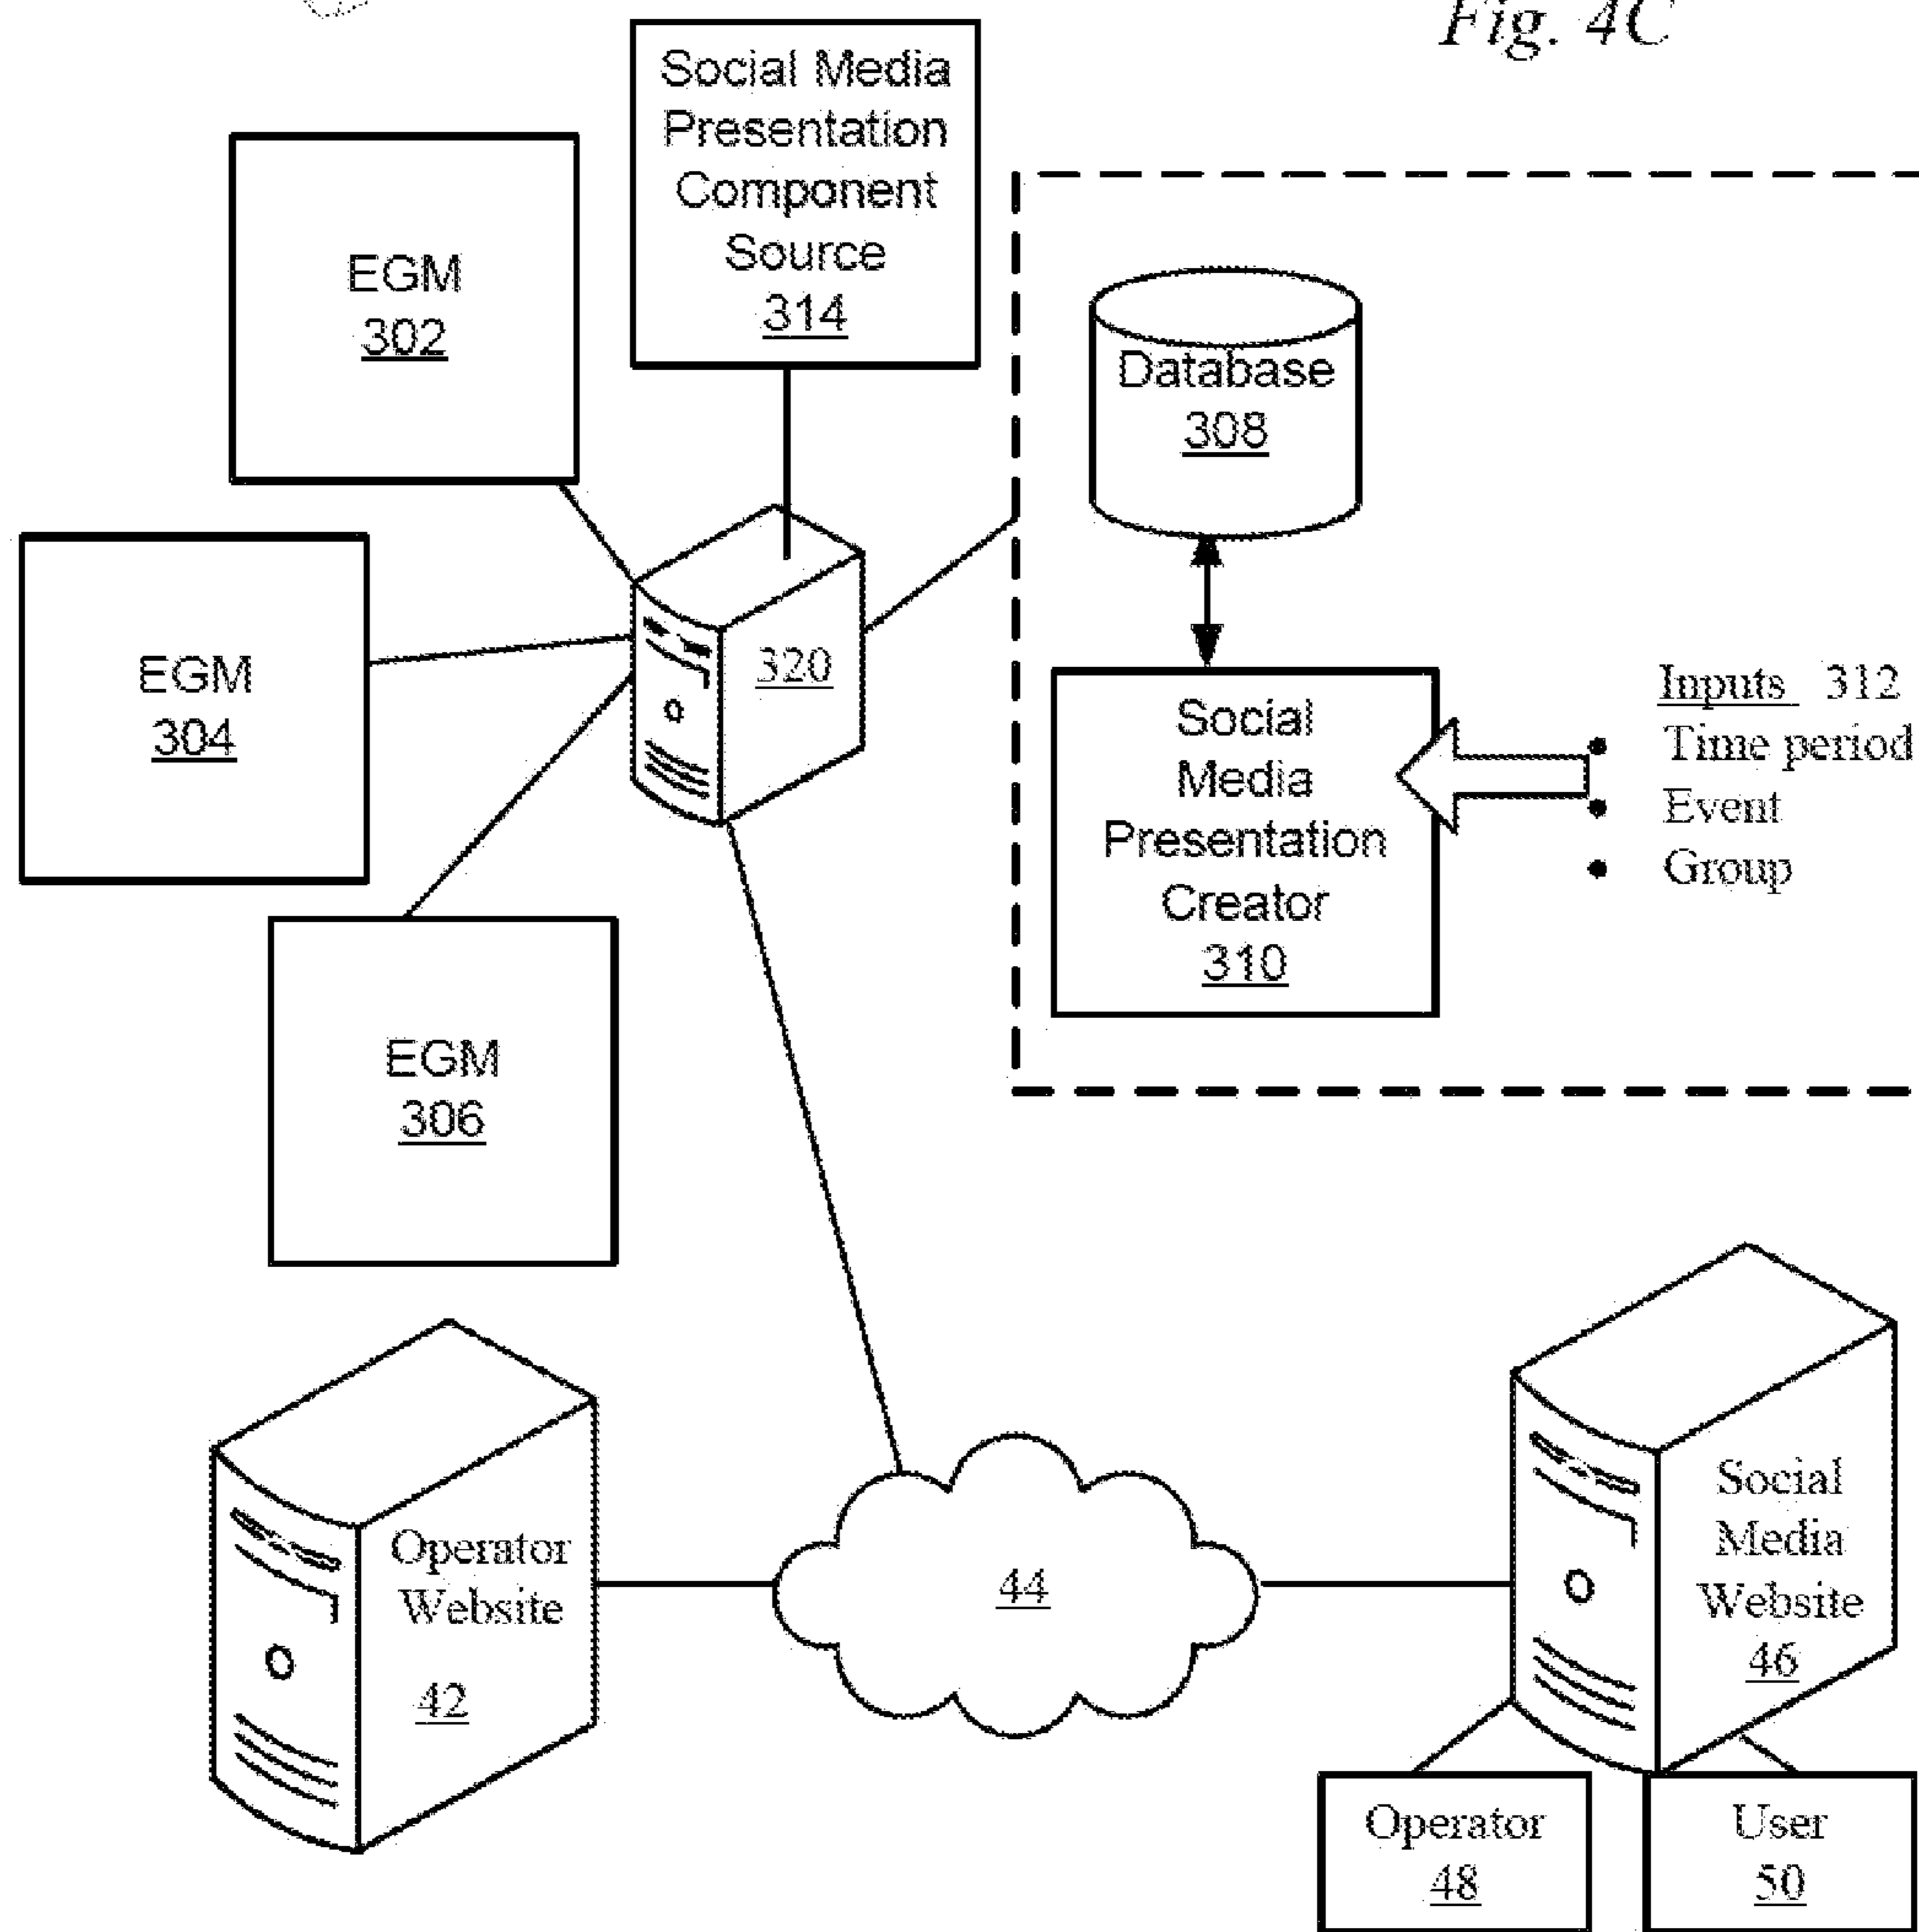 Fig. 4C
Social Media
Presentation
Component
Source
314
EGM
302
Database
308
EGM
304
320
Social
Media
Presentation
Creator
310
Inputs 312
• Time period
• Event
• Group
EGM
306
Operator
Website
42
44
Social
Media
Website
46
Operator
48
User
50